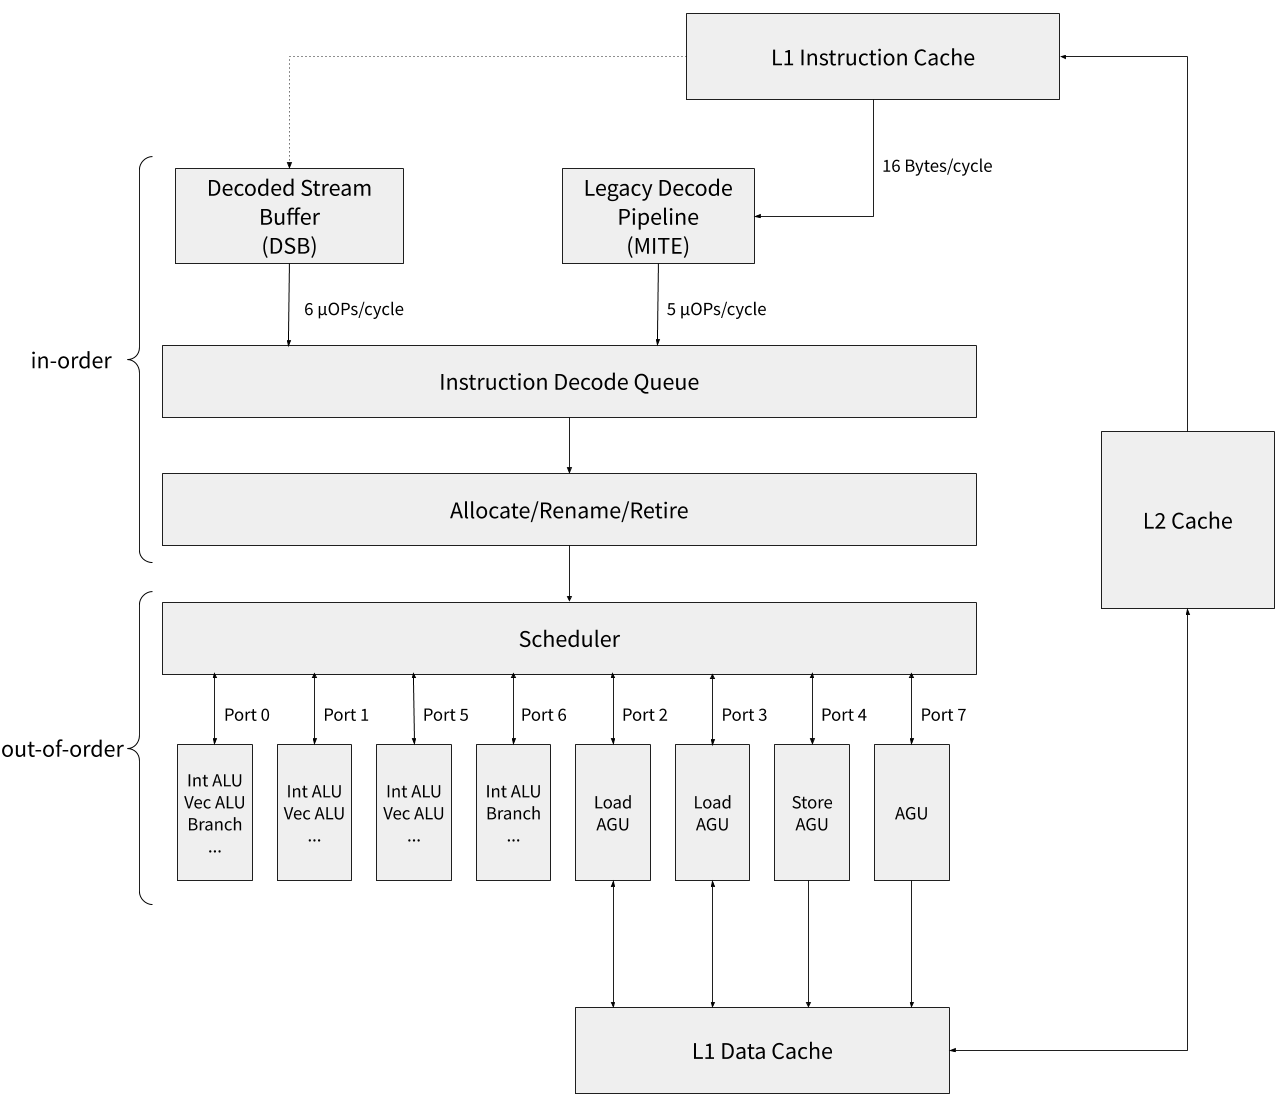 L1 Instruction Cache
16 Bytes/cycle
Decoded Stream
Buffer
(DSB)
Legacy Decode
Pipeline
(MITE)
6 μOPs/cycle
5 μOPs/cycle
in-order
Instruction Decode Queue
Allocate/Rename/Retire
L2 Cache
Scheduler
Port 0
Port 1
Port 5
Port 6
Port 2
Port 3
Port 4
Port 7
out-of-order
Int ALU
Vec ALU
Branch
...
Int ALU
Vec ALU
...
Int ALU
Vec ALU
...
Int ALU
Branch
...
Load
AGU
Load
AGU
Store
AGU
AGU
L1 Data Cache